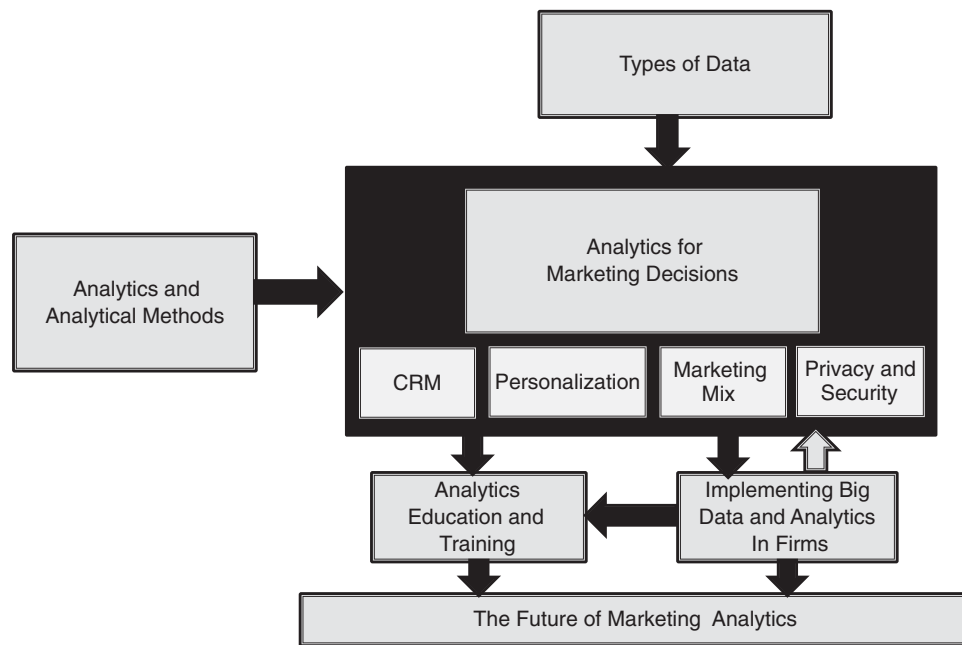 Types of Data
Analytics for
Marketing Decisions
Analytics and
Analytical Methods
CRM
Personalization
Marketing
Mix
Privacy and
Security
Analytics
Education and
Training
Implementing Big
Data and Analytics
In Firms
The Future of Marketing Analytics